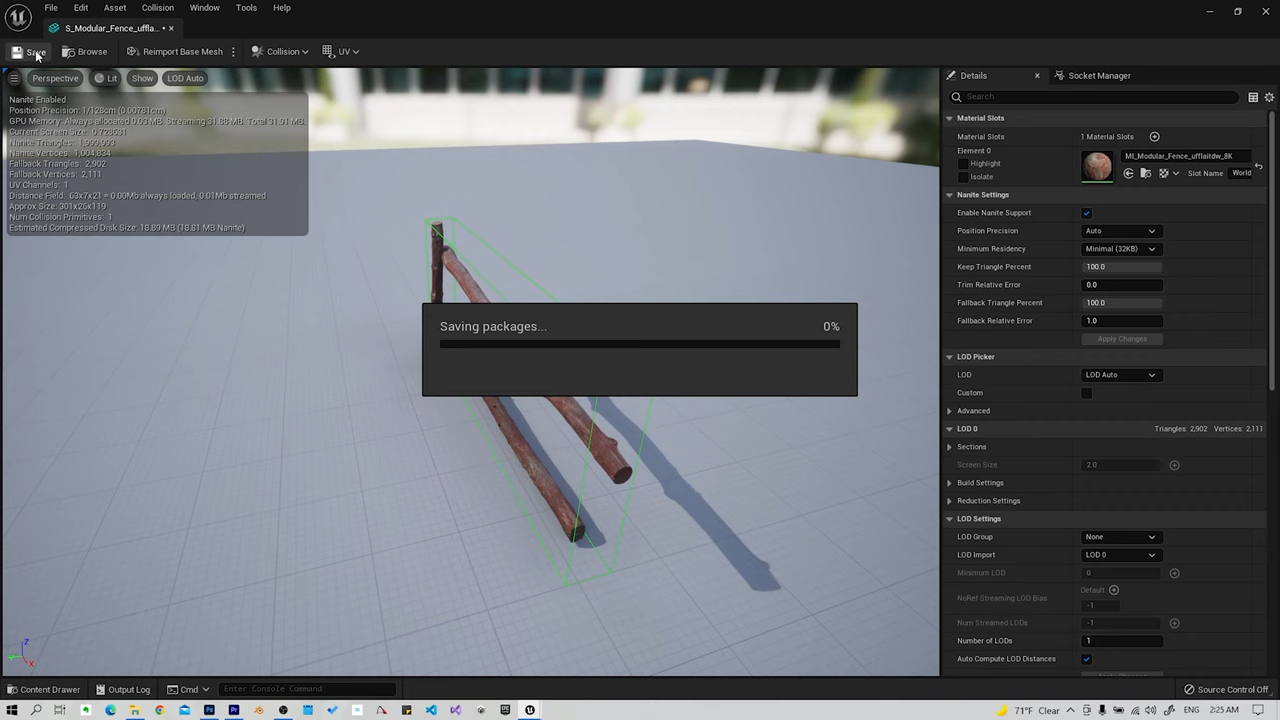 File Edit Asset Collision Window Tools Help
S_Modular_Fence_uffla...
Save Browse Reimport Base Mesh Collision UV
Perspective Lit Show LOD Auto
Nanite Enabled
Position Precision: 1/128cm (0.00781cm)
GPU Memory: Always allocated 0.03 MB. Streaming 31.88 MB. Total 31.91 MB.
Current Screen Size: 0.728531
Nanite Triangles: 1,999,993
Nanite Vertices: 1,004,834
Fallback Triangles: 2,902
Fallback Vertices: 2,111
UV Channels: 1
Distance Field: 63x7x21 = 0.00Mb always loaded, 0.01Mb streamed
Approx Size: 301x26x119
Num Collision Primitives: 1
Estimated Compressed Disk Size: 18.89 MB (18.81 MB Nanite)
Saving packages... 0%
Details Socket Manager
Search
Material Slots
Material Slots 1 Material Slots
Element 0
Highlight
Isolate
MI_Modular_Fence_ufflaitdw_8K
Slot Name World
Nanite Settings
Enable Nanite Support
Position Precision Auto
Minimum Residency Minimal (32KB)
Keep Triangle Percent 100.0
Trim Relative Error 0.0
Fallback Triangle Percent 100.0
Fallback Relative Error 1.0
Apply Changes
LOD Picker
LOD LOD Auto
Custom
Advanced
LOD 0 Triangles: 2,902 Vertices: 2,111
Sections
Screen Size 2.0
Build Settings
Reduction Settings
LOD Settings
LOD Group None
LOD Import LOD 0
Minimum LOD 0
NoRef Streaming LOD Bias Default
-1
Num Streamed LODs -1
Number of LODs 1
Auto Compute LOD Distances
Z
X
Content Drawer Output Log Cmd Enter Console Command Source Control Off
71°F Clear ENG 2:25 AM